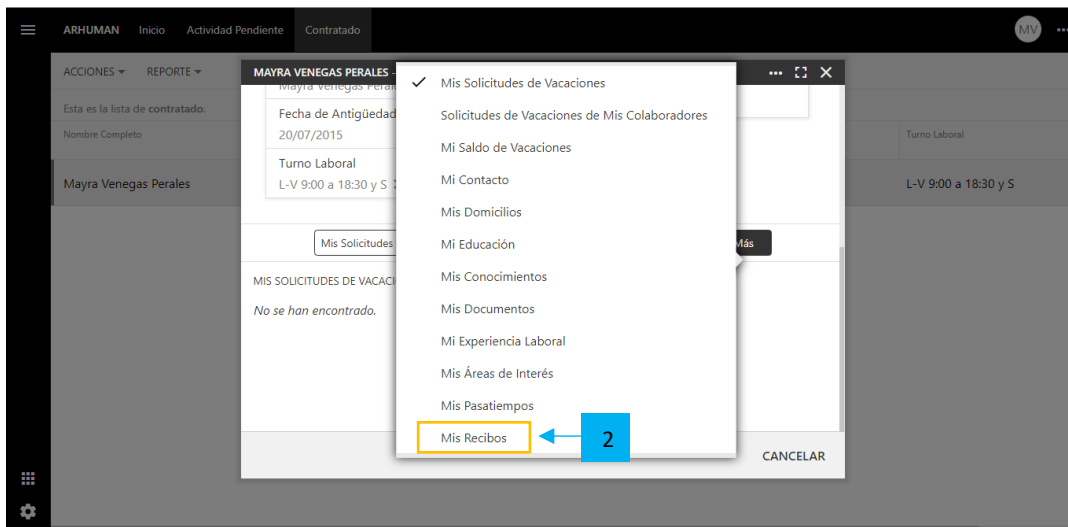 ARHUMAN Inicio Actividad Pendiente Contratado MV
ACCIONES REPORTE
Esta es la lista de contratado.
Nombre Completo
Turno Laboral
Mayra Venegas Perales
L-V 9:00 a 18:30 y S
MAYRA VENEGAS PERALES -
Mayra Venegas
Fecha de Antigüedad
20/07/2015
Turno Laboral
L-V 9:00 a 18:30 y S
Mis Solicitudes
Más
MIS SOLICITUDES DE
No se han encontrado.
Mis Solicitudes de Vacaciones
Solicitudes de Vacaciones de Mis Colaboradores
Mi Saldo de Vacaciones
Mi Contacto
Mis Domicilios
Mi Educación
Mis Conocimientos
Mis Documentos
Mi Experiencia Laboral
Mis Áreas de Interés
Mis Pasatiempos
Mis Recibos
2
CANCELAR